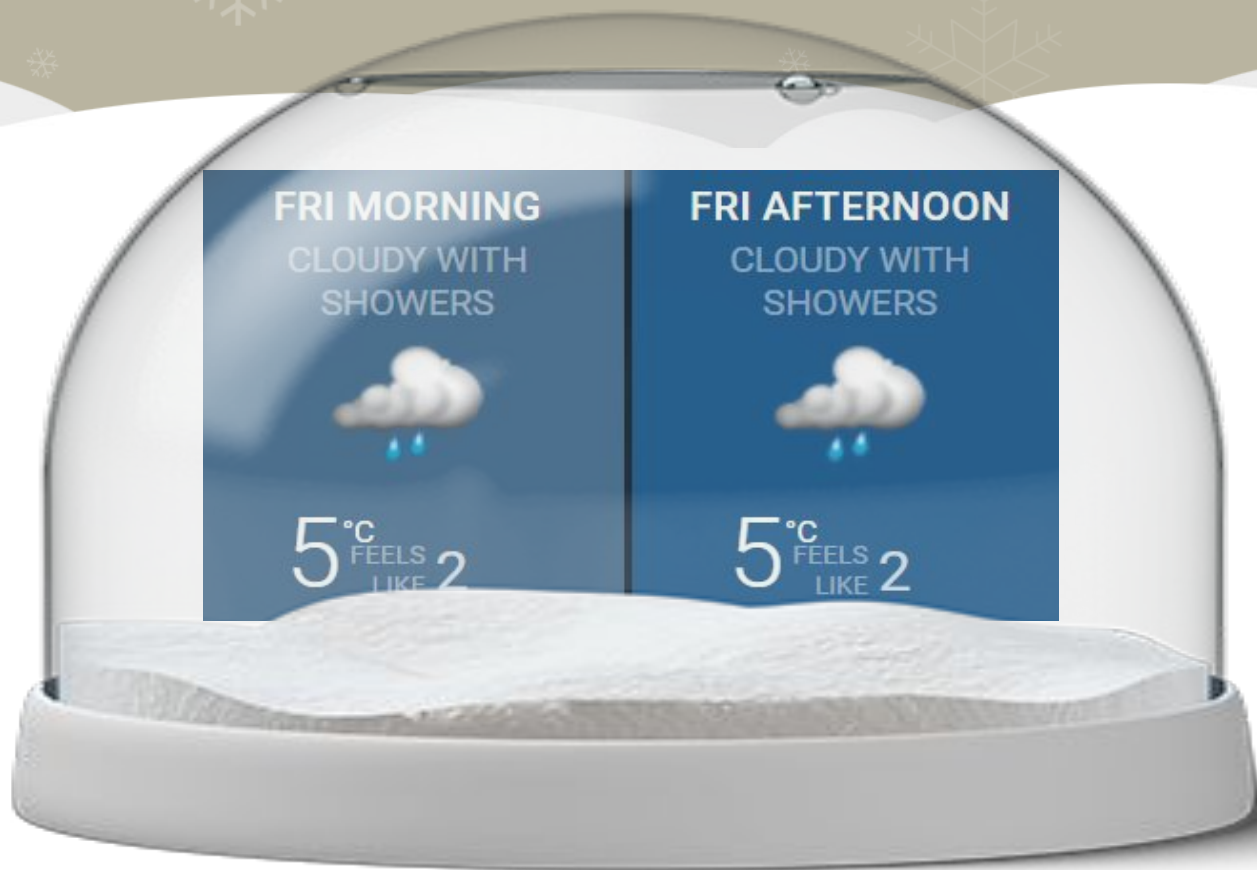 FRI MORNING
CLOUDY WITH
SHOWERS
5 °C
FEELS
LIKE 2
FRI AFTERNOON
CLOUDY WITH
SHOWERS
5 °C
FEELS
LIKE 2